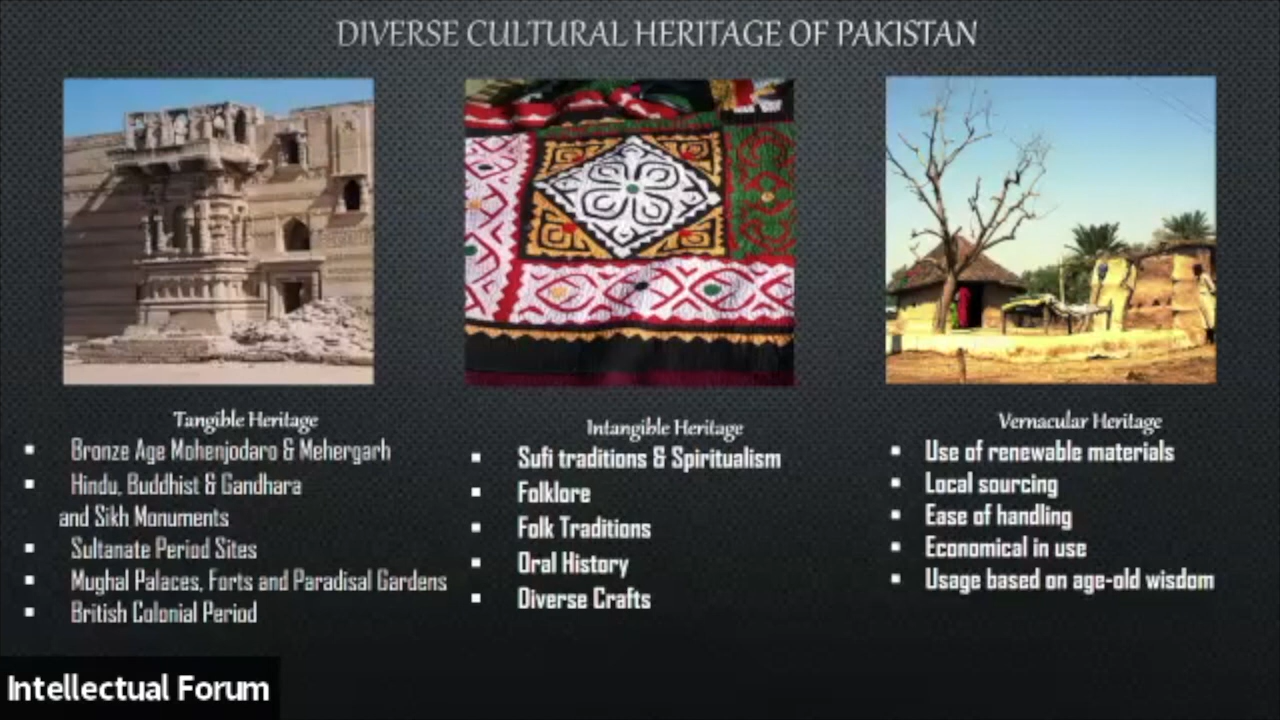 DIVERSE CULTURAL HERITAGE OF PAKISTAN
Tangible Heritage
▪ Bronze Age Mohenjodaro & Mehergarh
▪ Hindu, Buddhist & Gandhara
and Sikh Monuments
▪ Sultanate Period Sites
▪ Mughal Palaces, Forts and Paradisal Gardens
▪ British Colonial Period
Intangible Heritage
▪ Sufi traditions & Spiritualism
▪ Folklore
▪ Folk Traditions
▪ Oral History
▪ Diverse Crafts
Vernacular Heritage
▪ Use of renewable materials
▪ Local sourcing
▪ Ease of handling
▪ Economical in use
▪ Usage based on age-old wisdom
Intellectual Forum